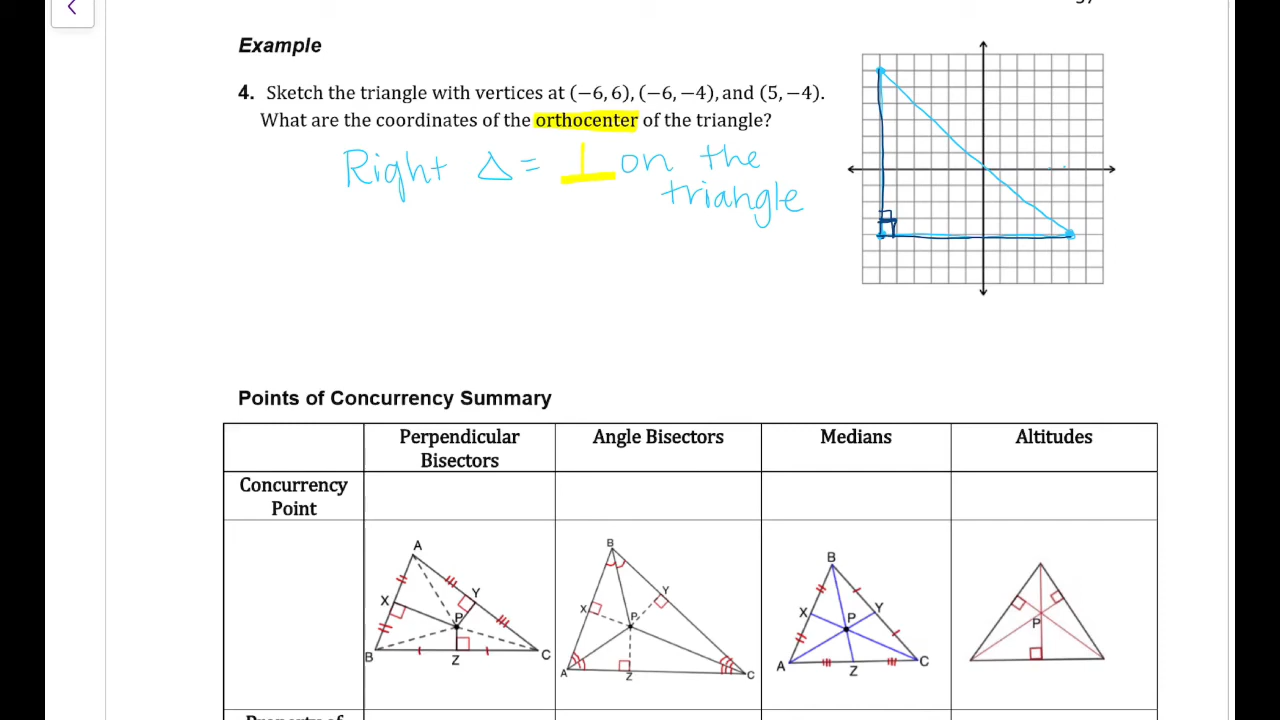 Example
4. Sketch the triangle with vertices at (−6, 6), (−6, −4), and (5, −4).
What are the coordinates of the orthocenter of the triangle?
Right △ = ⊥ on the
triangle
Points of Concurrency Summary
Perpendicular Bisectors
Angle Bisectors
Medians
Altitudes
Concurrency
Point
A
X
Y
P
B
Z
C
B
X
Y
P
A
Z
C
B
X
Y
P
A
Z
C
P